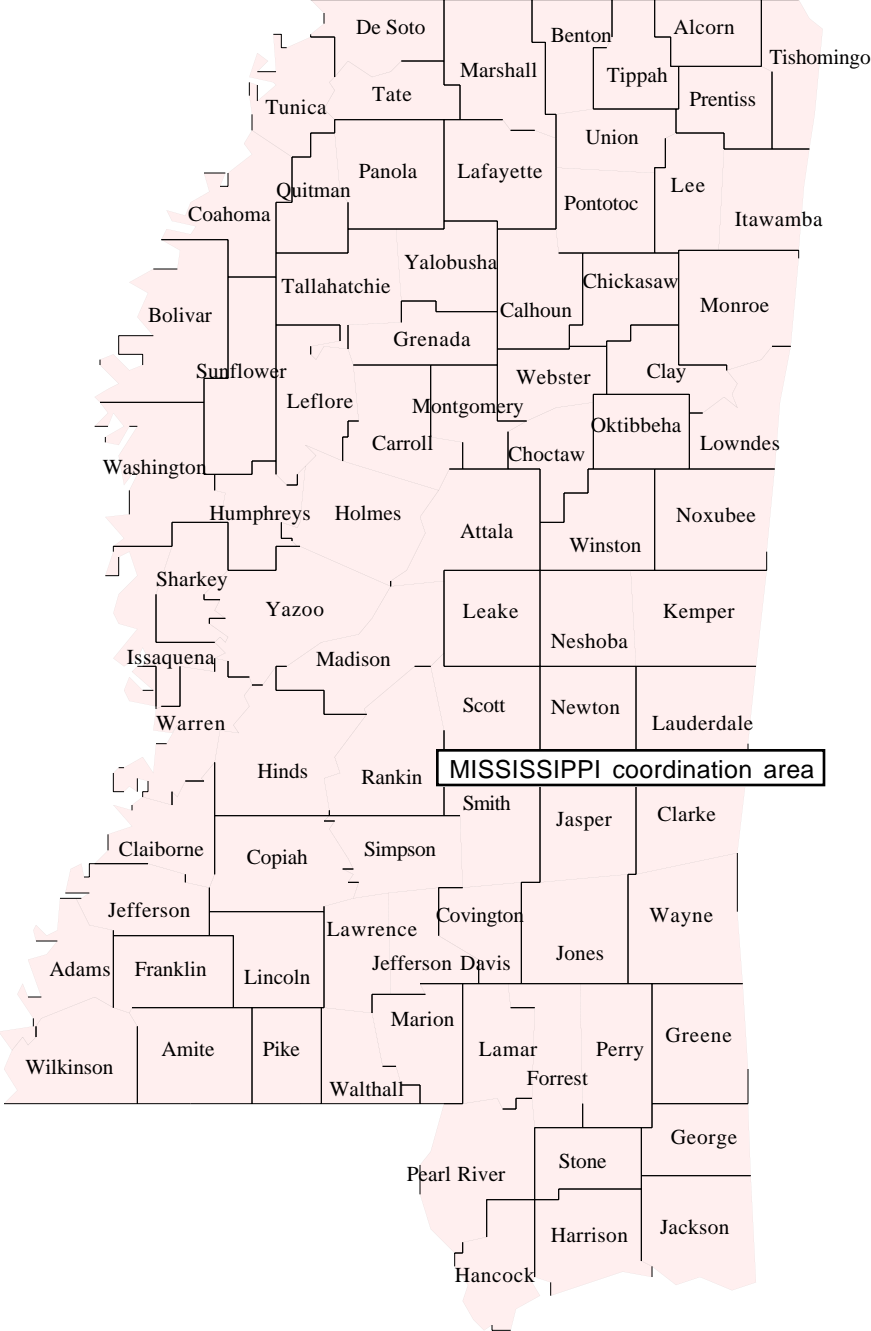 De Soto
Benton
Alcorn
Tishomingo
Marshall
Tippah
Tate
Prentiss
Tunica
Union
Panola
Lafayette
Quitman
Lee
Pontotoc
Coahoma
Itawamba
Yalobusha
Tallahatchie
Chickasaw
Monroe
Calhoun
Bolivar
Grenada
Sunflower
Webster
Clay
Leflore
Montgomery
Oktibbeha
Carroll
Lowndes
Choctaw
Washington
Humphreys
Holmes
Noxubee
Attala
Winston
Sharkey
Yazoo
Leake
Kemper
Neshoba
Issaquena
Madison
Scott
Newton
Warren
Lauderdale
Hinds
Rankin
MISSISSIPPI coordination area
Smith
Jasper
Clarke
Claiborne
Copiah
Simpson
Jefferson
Lawrence
Covington
Wayne
Adams
Franklin
Lincoln
Jefferson Davis
Jones
Marion
Greene
Wilkinson
Amite
Pike
Lamar
Perry
Forrest
Walthall
George
Pearl River
Stone
Harrison
Jackson
Hancock